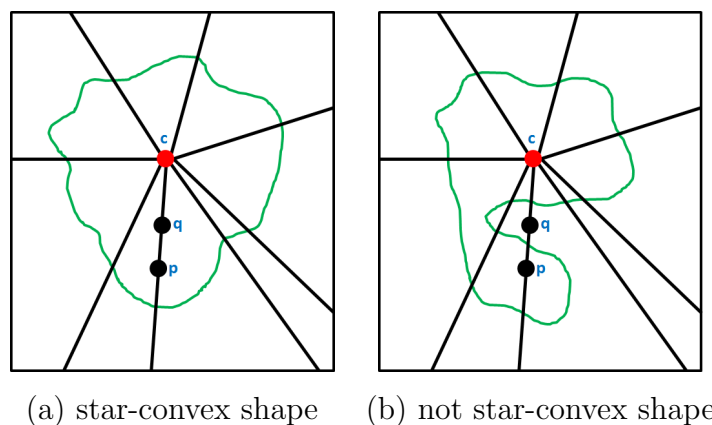 c
q
p
c
q
p
(a) star-convex shape
(b) not star-convex shape